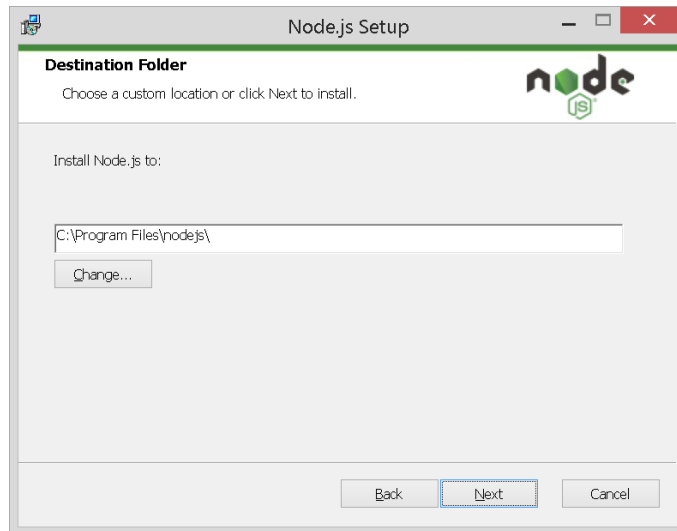 Node.js Setup
Destination Folder
Choose a custom location or click Next to install.
node
JS
Install Node.js to:
C:\Program Files\nodejs\
Change...
Back
Next
Cancel